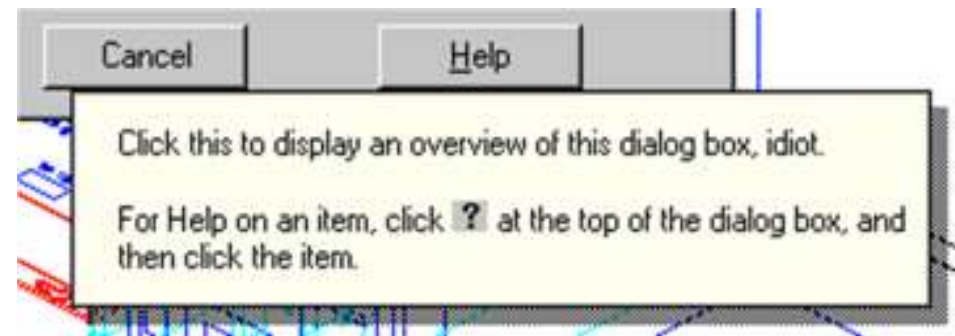 Cancel Help
Click this to display an overview of this dialog box, idiot.
For Help on an item, click ? at the top of the dialog box, and
then click the item.